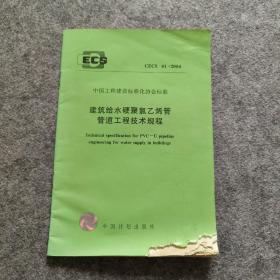 ECS
CECS 41:2004
中国工程建设标准化协会标准
建筑给水硬聚氯乙烯管
管道工程技术规程
Technical specification for PVC-U pipeline
engineering for water supply in buildings
中国计划出版社